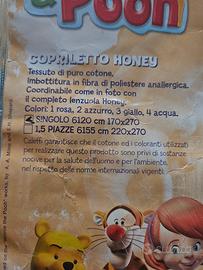 & Pooh
COPRILETTO HONEY
Tessuto di puro cotone.
Imbottitura in fibra di poliestere anallergica.
Coordinabile come in foto con
il completo lenzuola Honey.
Colori: 1 rosa, 2 azzurro, 3 giallo, 4 acqua.
SINGOLO 6120 cm 170x270
1,5 PIAZZE 6155 cm 220x270
Caleffi garantisce che il cotone ed i coloranti utilizzati
per realizzare questo prodotto sono privi di sostanze
nocive per la salute dell'uomo e per l'ambiente,
nel rispetto delle norme internazionali vigenti.